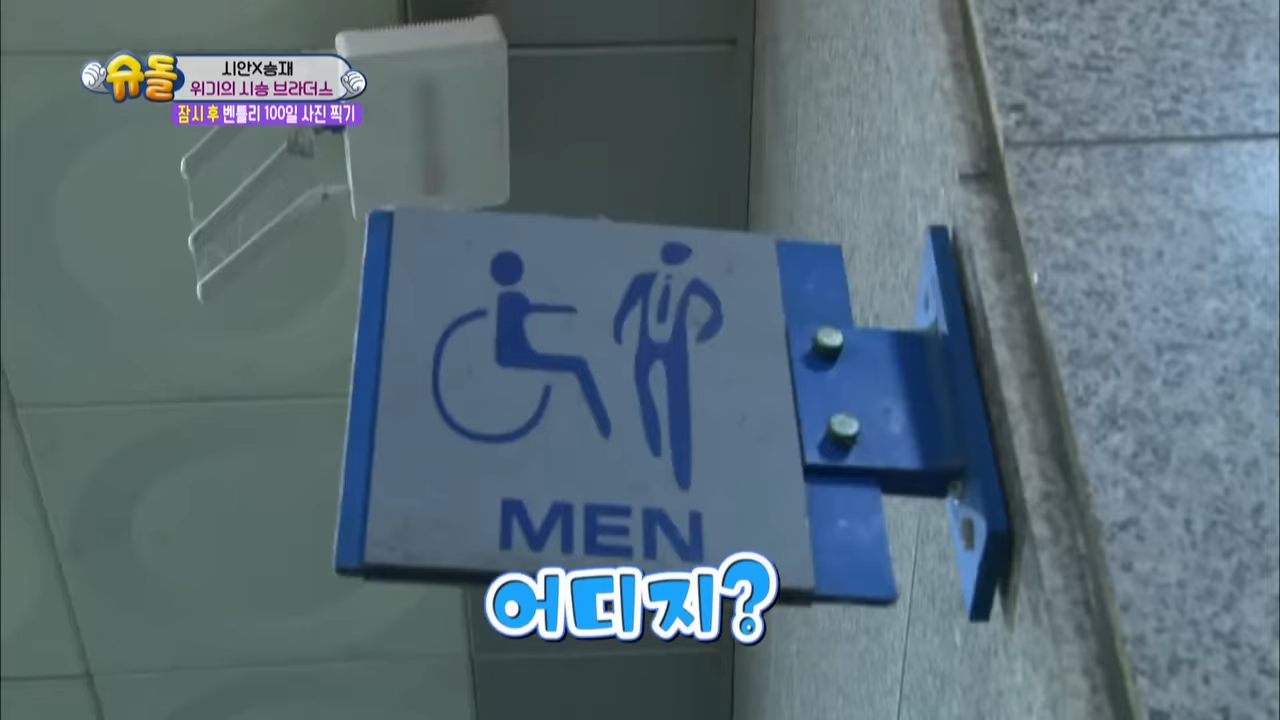 슈돌
시안X승재
위기의 시승 브라더스
잠시 후 벤틀리 100일 사진 찍기
MEN
어디지?